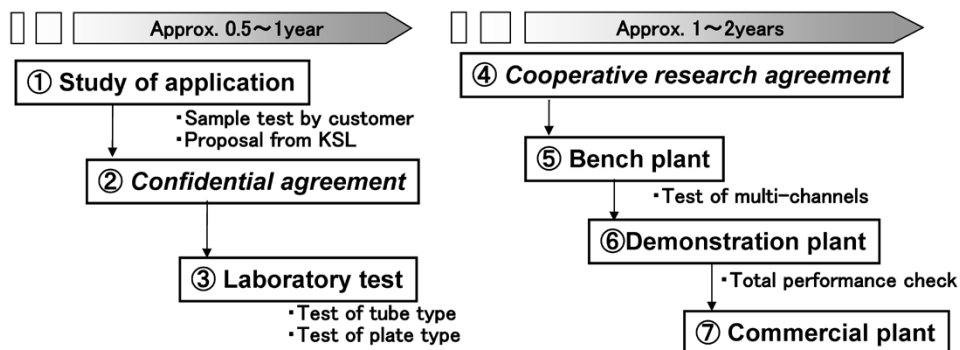 Approx. 0.5～1year
① Study of application
・Sample test by customer
・Proposal from KSL
② Confidential agreement
③ Laboratory test
・Test of tube type
・Test of plate type
Approx. 1～2years
④ Cooperative research agreement
⑤ Bench plant
・Test of multi-channels
⑥Demonstration plant
・Total performance check
⑦ Commercial plant